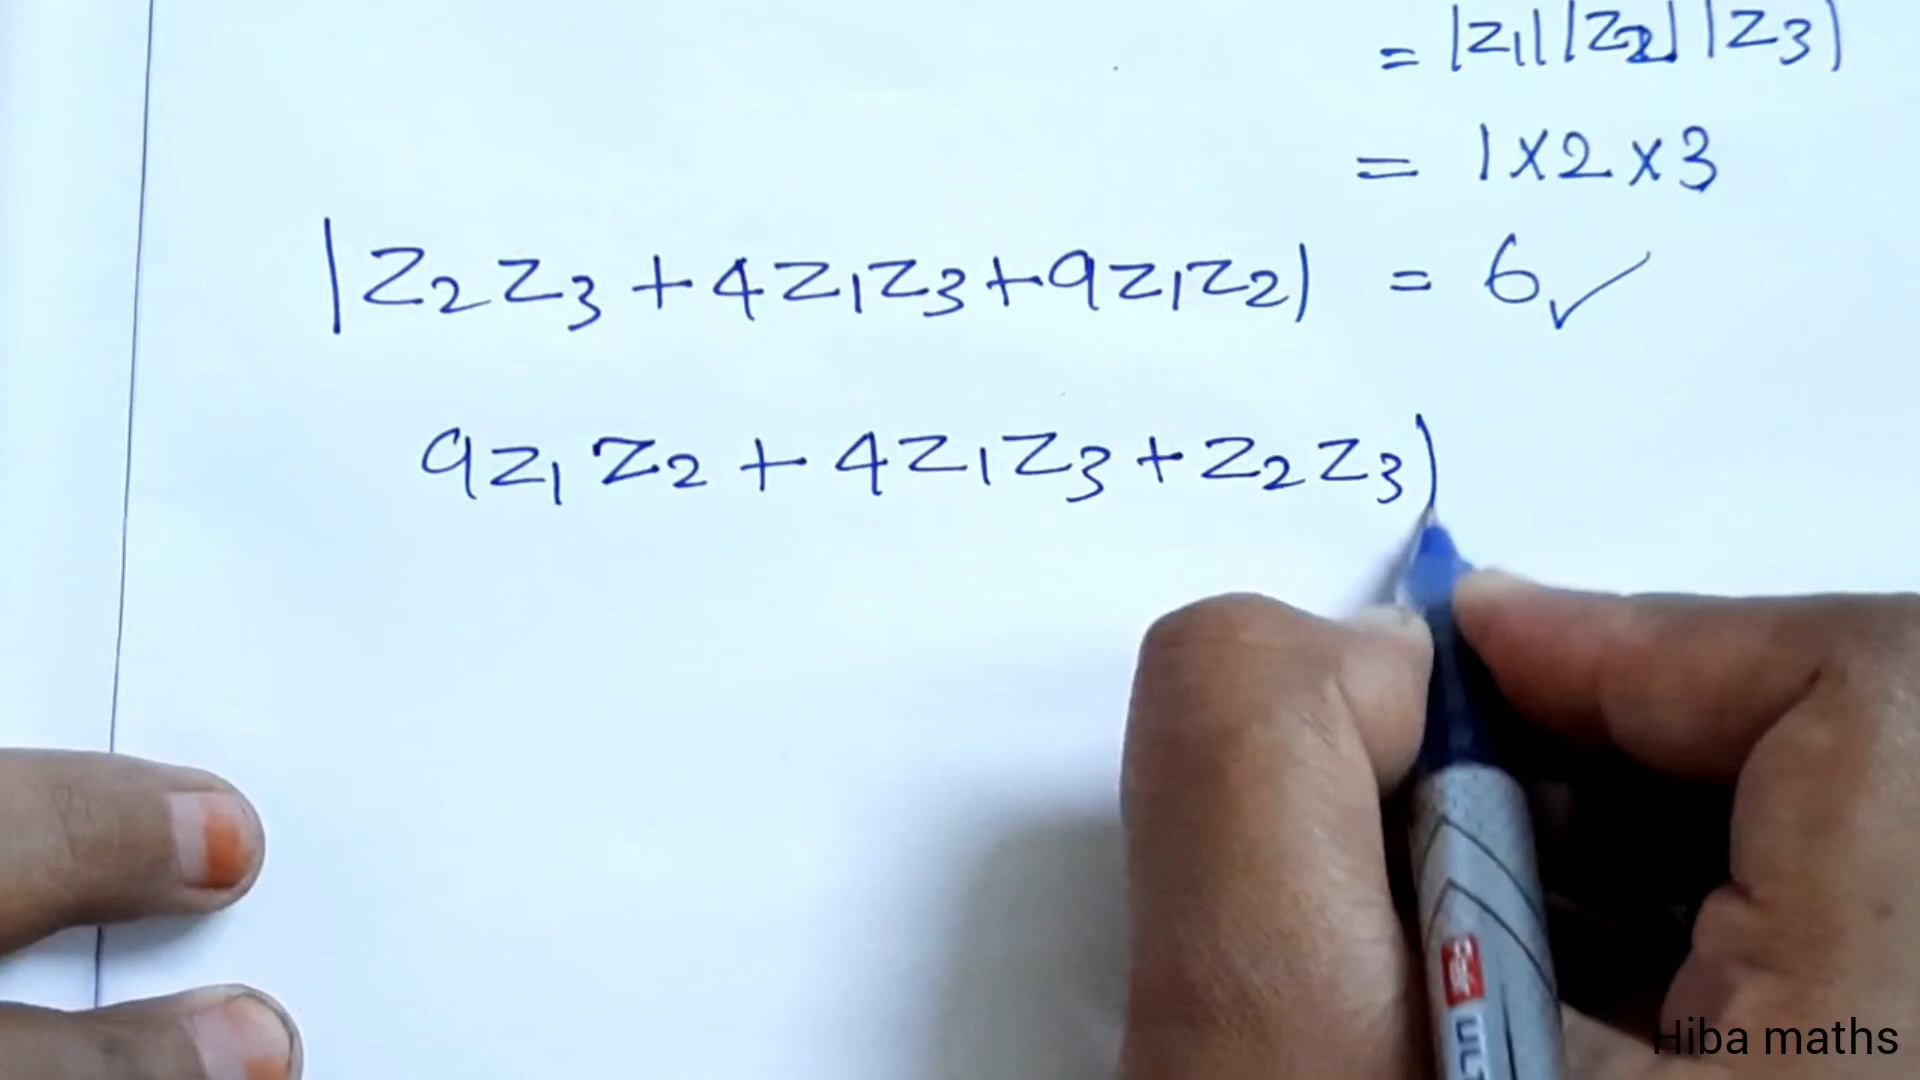 = |z₁| |z₂| |z₃|
= 1×2×3
|z₂z₃+4z₁z₃+9z₁z₂| = 6✓
9z₁z₂+4z₁z₃+z₂z₃|
Hiba maths